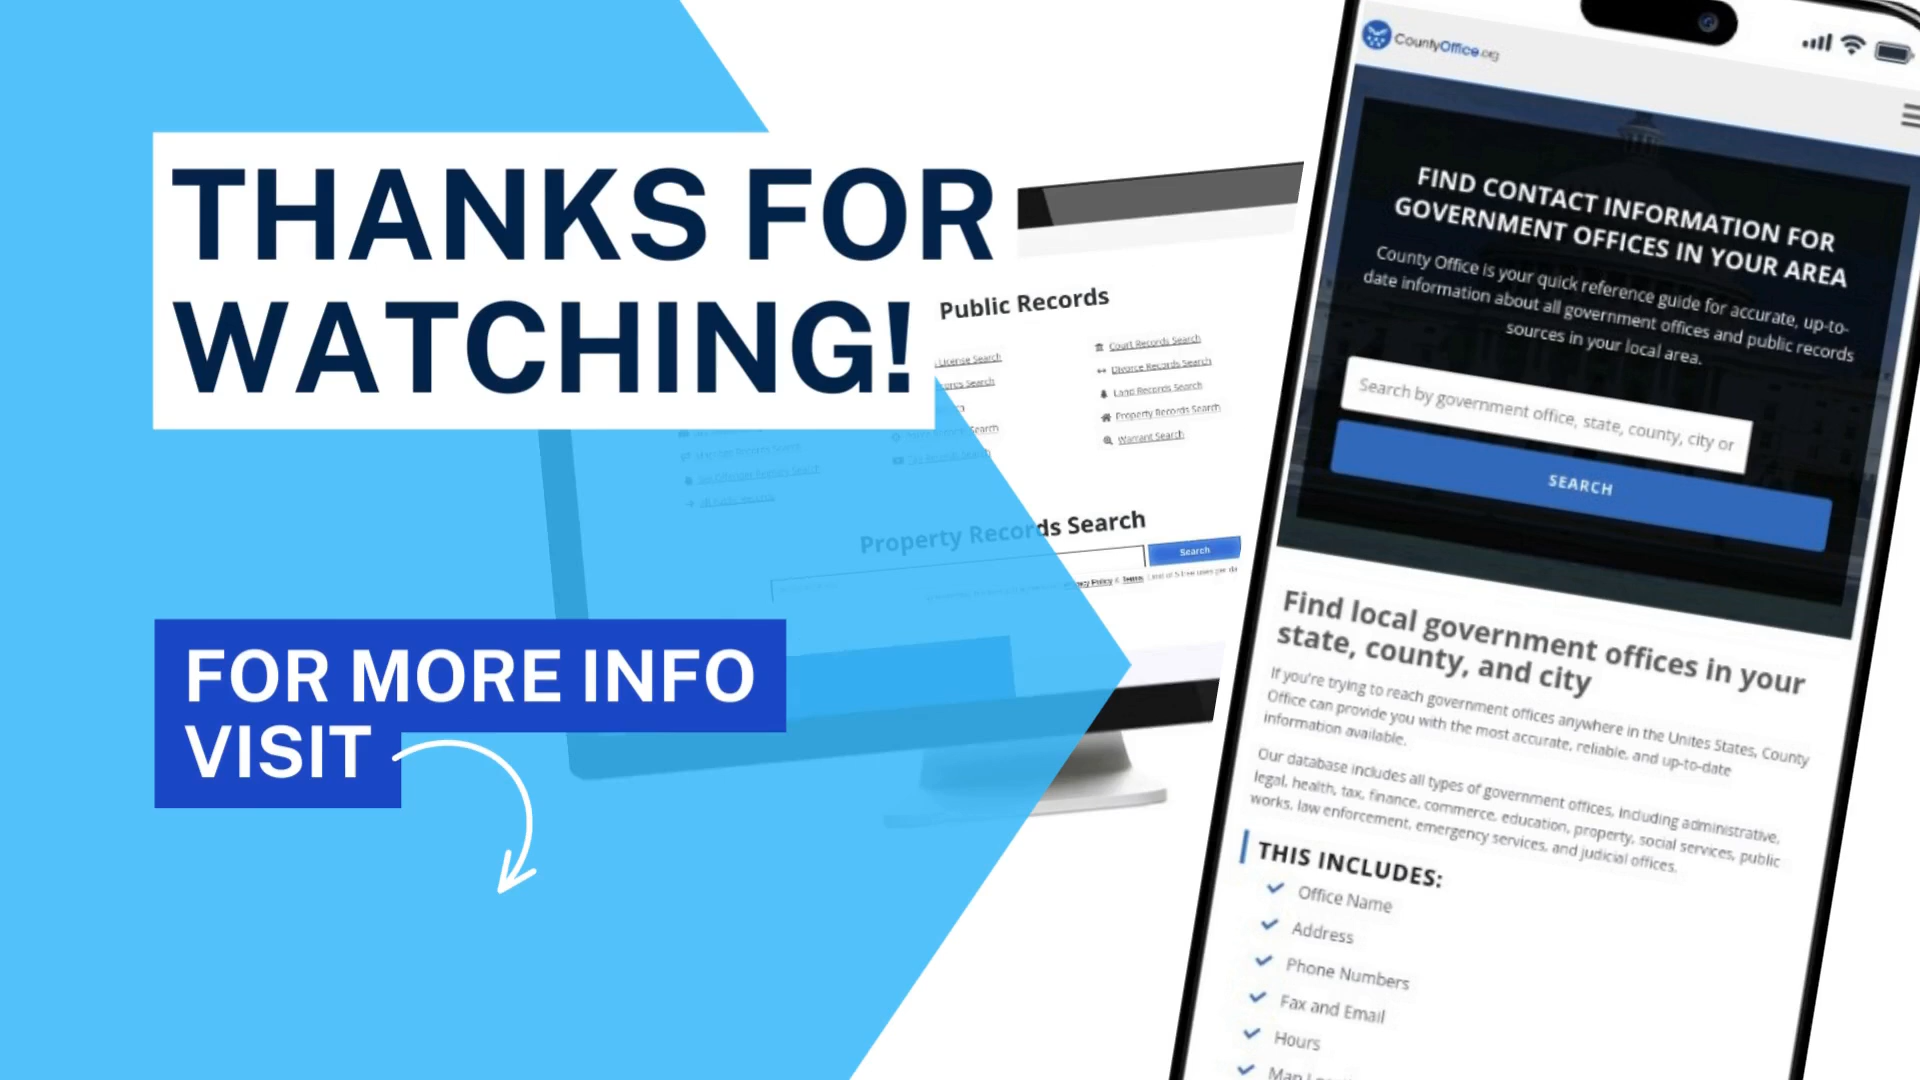 THANKS FOR
WATCHING!
FOR MORE INFO
VISIT
Public Records
License Search
Search
Search
Court Records Search
Divorce Records Search
Land Records Search
Property Records Search
Warrant Search
Property Records Search
Search
Policy & Terms
CountyOffice.org
FIND CONTACT INFORMATION FOR
GOVERNMENT OFFICES IN YOUR AREA
County Office is your quick reference guide for accurate, up-to-
date information about all government offices and public records
sources in your local area.
Search by government office, state, county, city or
SEARCH
Find local government offices in your
state, county, and city
If you're trying to reach government offices anywhere in the Unites States, County
Office can provide you with the most accurate, reliable, and up-to-date
information available.
Our database includes all types of government offices, including administrative,
legal, health, tax, finance, commerce, education, property, social services, public
works, law enforcement, emergency services, and judicial offices.
THIS INCLUDES:
Office Name
Address
Phone Numbers
Fax and Email
Hours